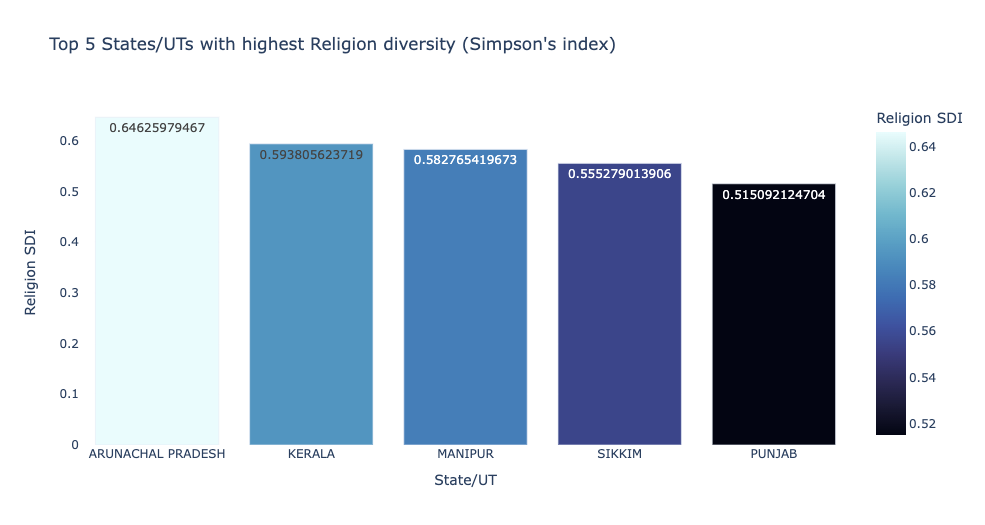 Top 5 States/UTs with highest Religion diversity (Simpson's index)
Religion SDI
0.64625979467
0.593805623719
0.582765419673
0.555279013906
0.515092124704
0.6
0.5
0.4
0.3
0.2
0.1
0
Religion SDI
ARUNACHAL PRADESH
KERALA
MANIPUR
SIKKIM
PUNJAB
State/UT
0.64
0.62
0.6
0.58
0.56
0.54
0.52